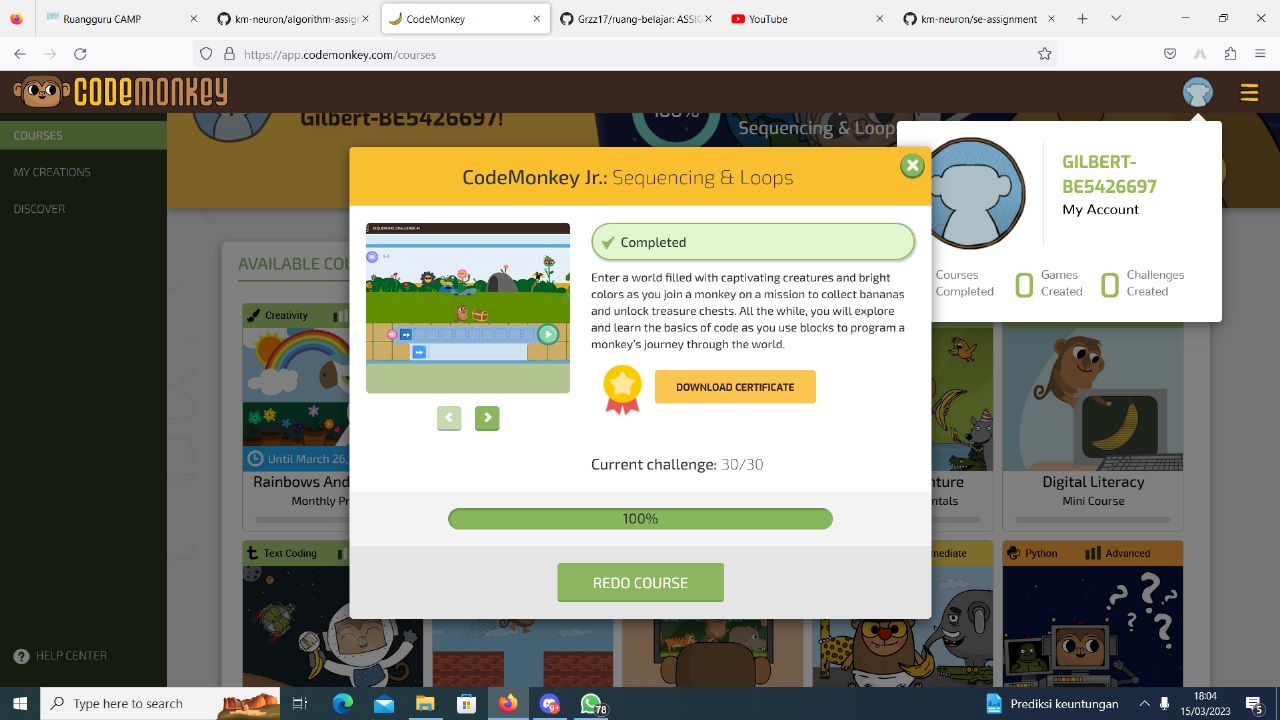 Ruangguru CAMP
km-neuron/algorithm-assig
CodeMonkey
Grzz17/ruang-belajar: ASSIG
YouTube
km-neuron/se-assignment
https://app.codemonkey.com/courses
CODEMONKEY
COURSES
MY CREATIONS
DISCOVER
Gilbert-BE5426697!
100%
Sequencing & Loop
GILBERT-
BE5426697
My Account
Courses
Completed
0 Games
Created
0 Challenges
Created
CodeMonkey Jr.: Sequencing & Loops
Completed
Enter a world filled with captivating creatures and bright
colors as you join a monkey on a mission to collect bananas
and unlock treasure chests. All the while, you will explore
and learn the basics of code as you use blocks to program a
monkey's journey through the world.
DOWNLOAD CERTIFICATE
Current challenge: 30/30
100%
REDO COURSE
AVAILABLE COU
Creativity
Until March 26,
Rainbows And
Monthly Pr
nture
ntals
Digital Literacy
Mini Course
Text Coding
mediate
Python
Advanced
HELP CENTER
Type here to search
78
Prediksi keuntungan
18:04
15/03/2023
5